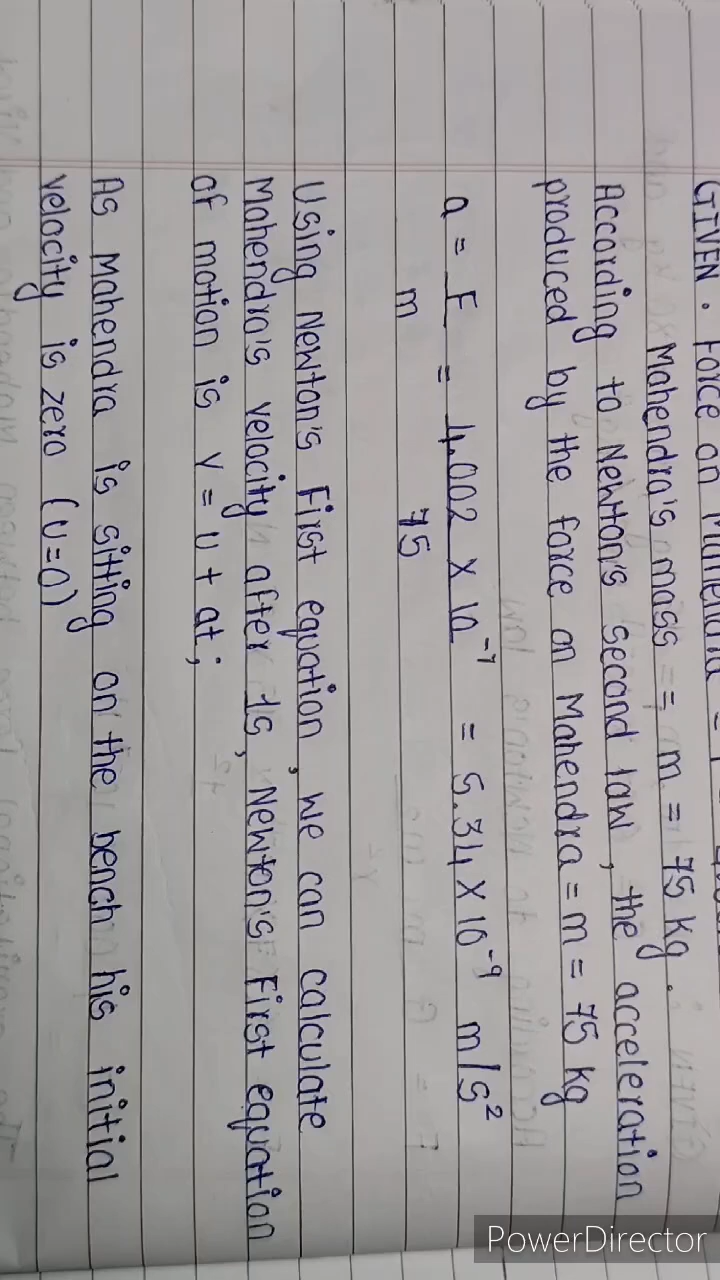 GIVEN . Force on Mahendra =
Mahendra's mass = m = 75 kg .
According to Newton's second law , the acceleration
produced by the force on Mahendra = m = 75 kg
a = F = 4.002 x 10⁻⁷ = 5.34 x 10⁻⁹ m/s²
m 75
Using Newton's First equation , we can calculate
Mahendra's velocity after 1s, Newton's First equation
of motion is v = u + at ;
As Mahendra is sitting on the bench his initial
velocity is zero (u=0)
PowerDirector